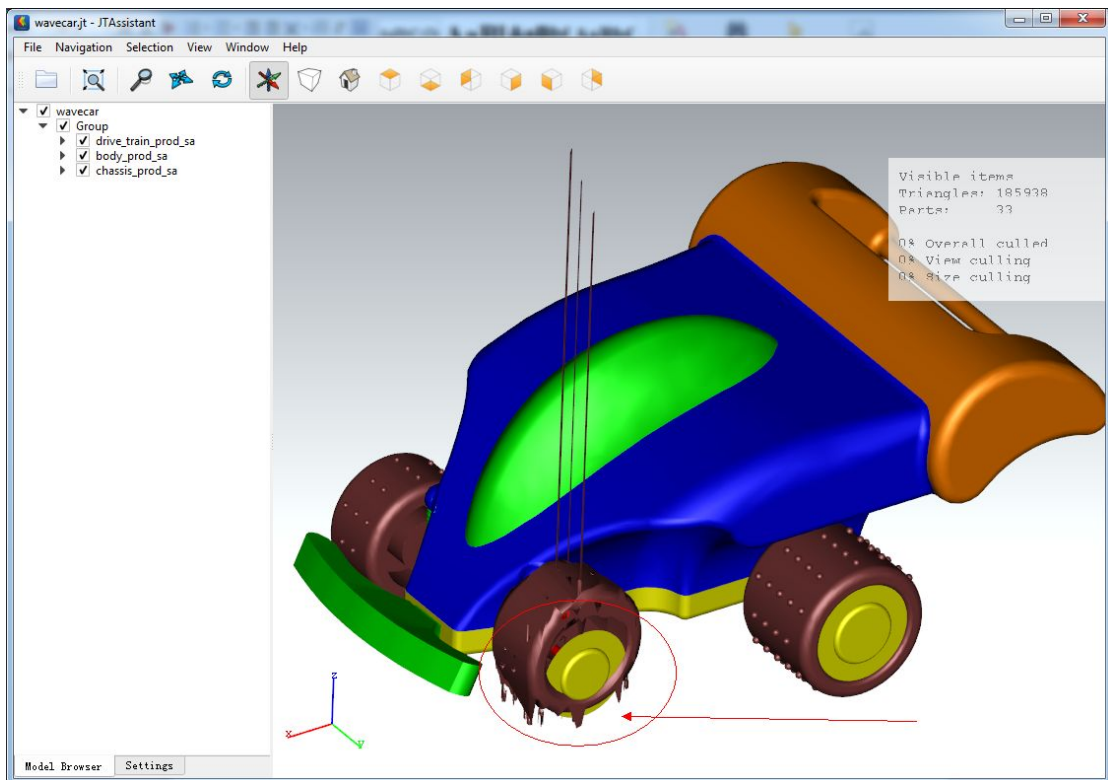 wavecar.jt - JTAssistant
File Navigation Selection View Window Help
wavecar
Group
drive_train_prod_sa
body_prod_sa
chassis_prod_sa
Visible items
Triangles: 185938
Parts: 33
0% Overall culled
0% View culling
0% Size culling
z
x
y
Model Browser Settings